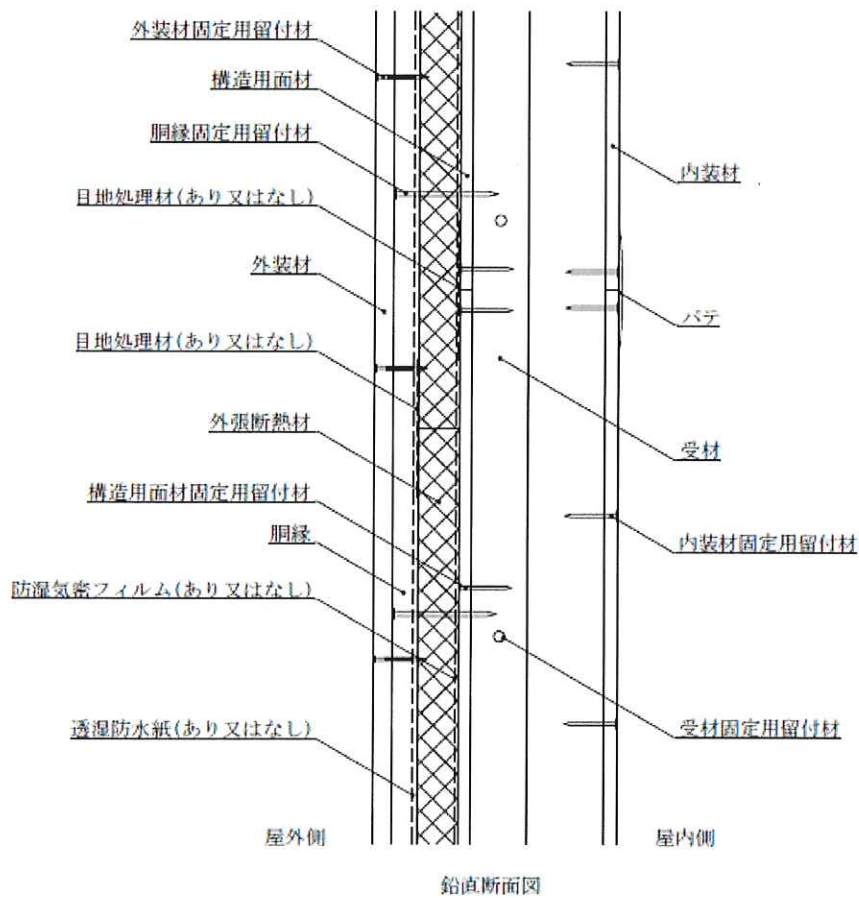 外装材固定用留付材
構造用面材
胴縁固定用留付材
目地処理材(あり又はなし)
外装材
目地処理材(あり又はなし)
外張断熱材
構造用面材固定用留付材
胴縁
防湿気密フィルム(あり又はなし)
透湿防水紙(あり又はなし)
内装材
パテ
受材
内装材固定用留付材
受材固定用留付材
屋外側
屋内側
鉛直断面図